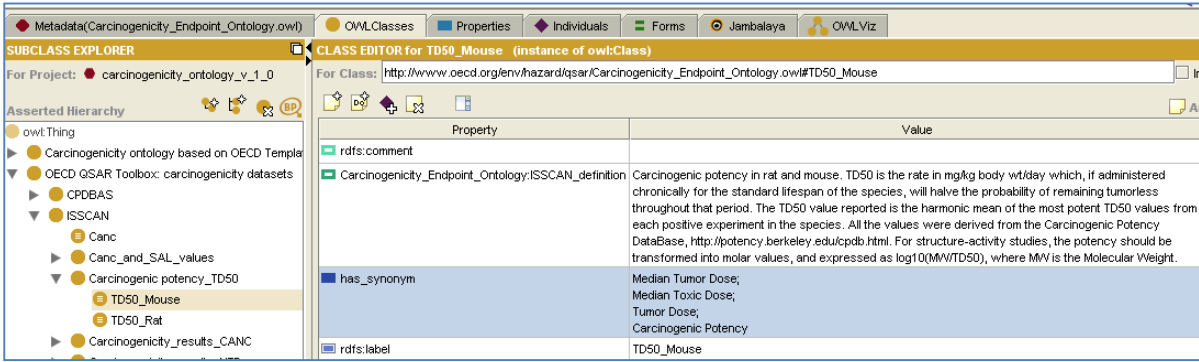 Metadata(Carcinogenicity_Endpoint_Ontology.owl)
OWLClasses
Properties
Individuals
Forms
Jambalaya
OWLViz
SUBCLASS EXPLORER
For Project:
carcinogenicity_ontology_v_1_0
Asserted Hierarchy
BP
owl:Thing
Carcinogenicity ontology based on OECD Templa
OECD QSAR Toolbox: carcinogenicity datasets
CPDBAS
ISSCAN
Canc
Canc_and_SAL_values
Carcinogenic potency_TD50
TD50_Mouse
TD50_Rat
Carcinogenicity_results_CANC
CLASS EDITOR for TD50_Mouse (instance of owl:Class)
For Class:
http://www.oecd.org/env/hazard/qsar/Carcinogenicity_Endpoint_Ontology.owl#TD50_Mouse
Property
Value
rdfs:comment
Carcinogenicity_Endpoint_Ontology:ISSCAN_definition
Carcinogenic potency in rat and mouse. TD50 is the rate in mg/kg body wt/day which, if administered
chronically for the standard lifespan of the species, will halve the probability of remaining tumorless
throughout that period. The TD50 value reported is the harmonic mean of the most potent TD50 values from
each positive experiment in the species. All the values were derived from the Carcinogenic Potency
DataBase, http://potency.berkeley.edu/cpdb.html. For structure-activity studies, the potency should be
transformed into molar values, and expressed as log10(MW/TD50), where MW is the Molecular Weight.
has_synonym
Median Tumor Dose;
Median Toxic Dose;
Tumor Dose;
Carcinogenic Potency
rdfs:label
TD50_Mouse